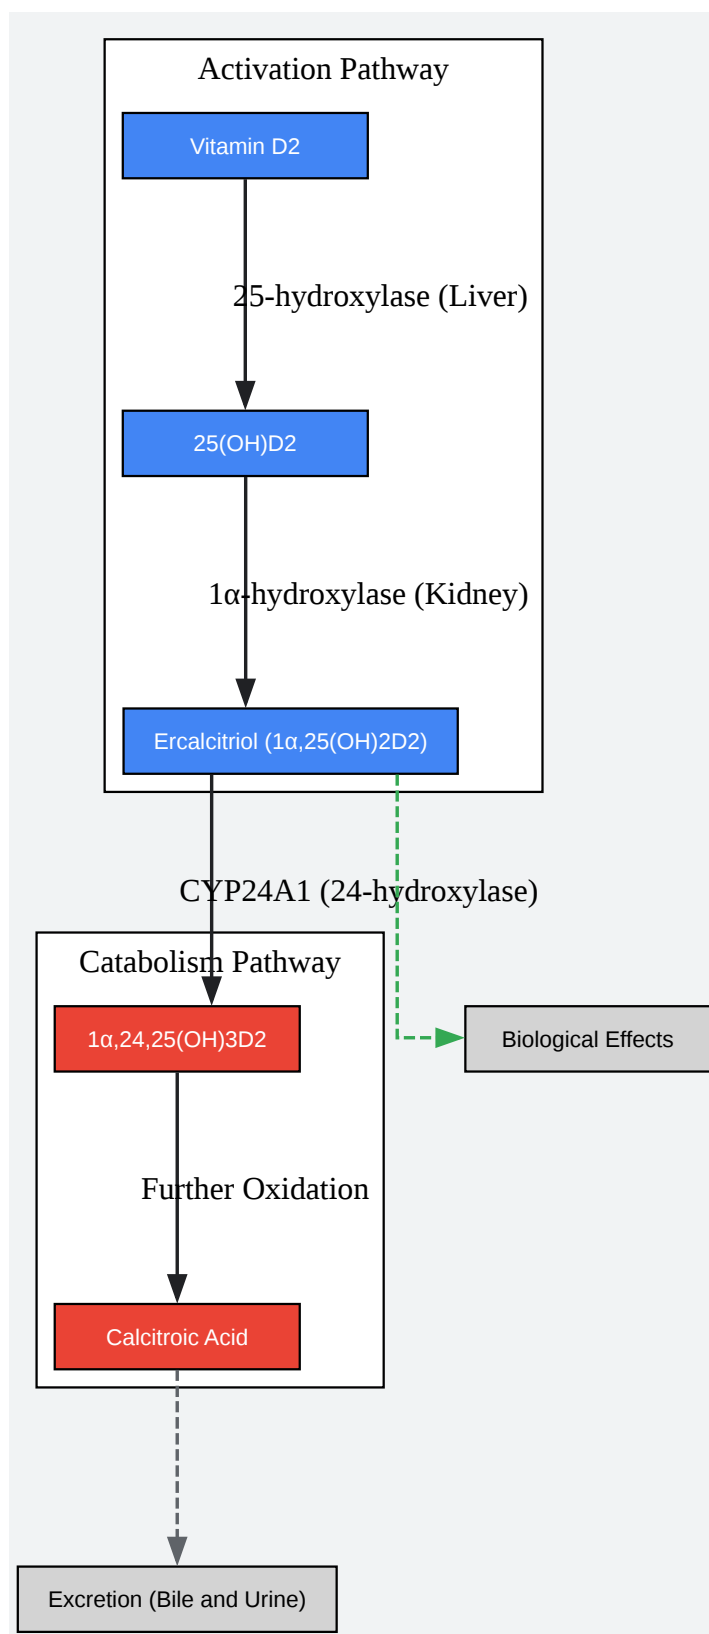 Activation Pathway
Vitamin D2
25-hydroxylase (Liver)
25(OH)D2
1α-hydroxylase (Kidney)
Ercalcitriol (1α,25(OH)2D2)
CYP24A1 (24-hydroxylase)
Catabolism Pathway
1α,24,25(OH)3D2
Biological Effects
Further Oxidation
Calcitroic Acid
Excretion (Bile and Urine)